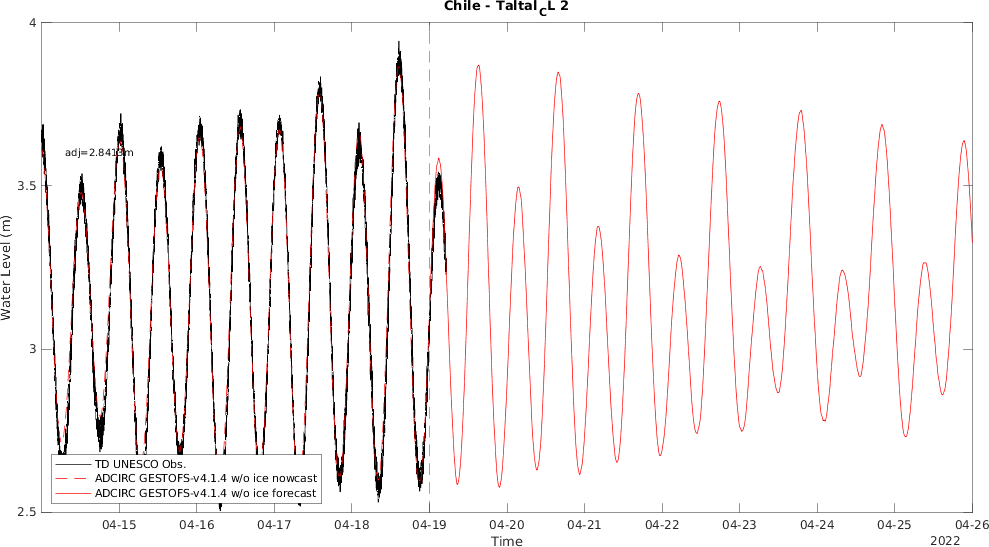 Chile - Taltal_CL 2
4
3.5
3
2.5
Water Level (m)
adj=2.8413m
TD UNESCO Obs.
ADCIRC GESTOFS-v4.1.4 w/o ice nowcast
ADCIRC GESTOFS-v4.1.4 w/o ice forecast
04-15 04-16 04-17 04-18 04-19 04-20 04-21 04-22 04-23 04-24 04-25 04-26
Time
2022